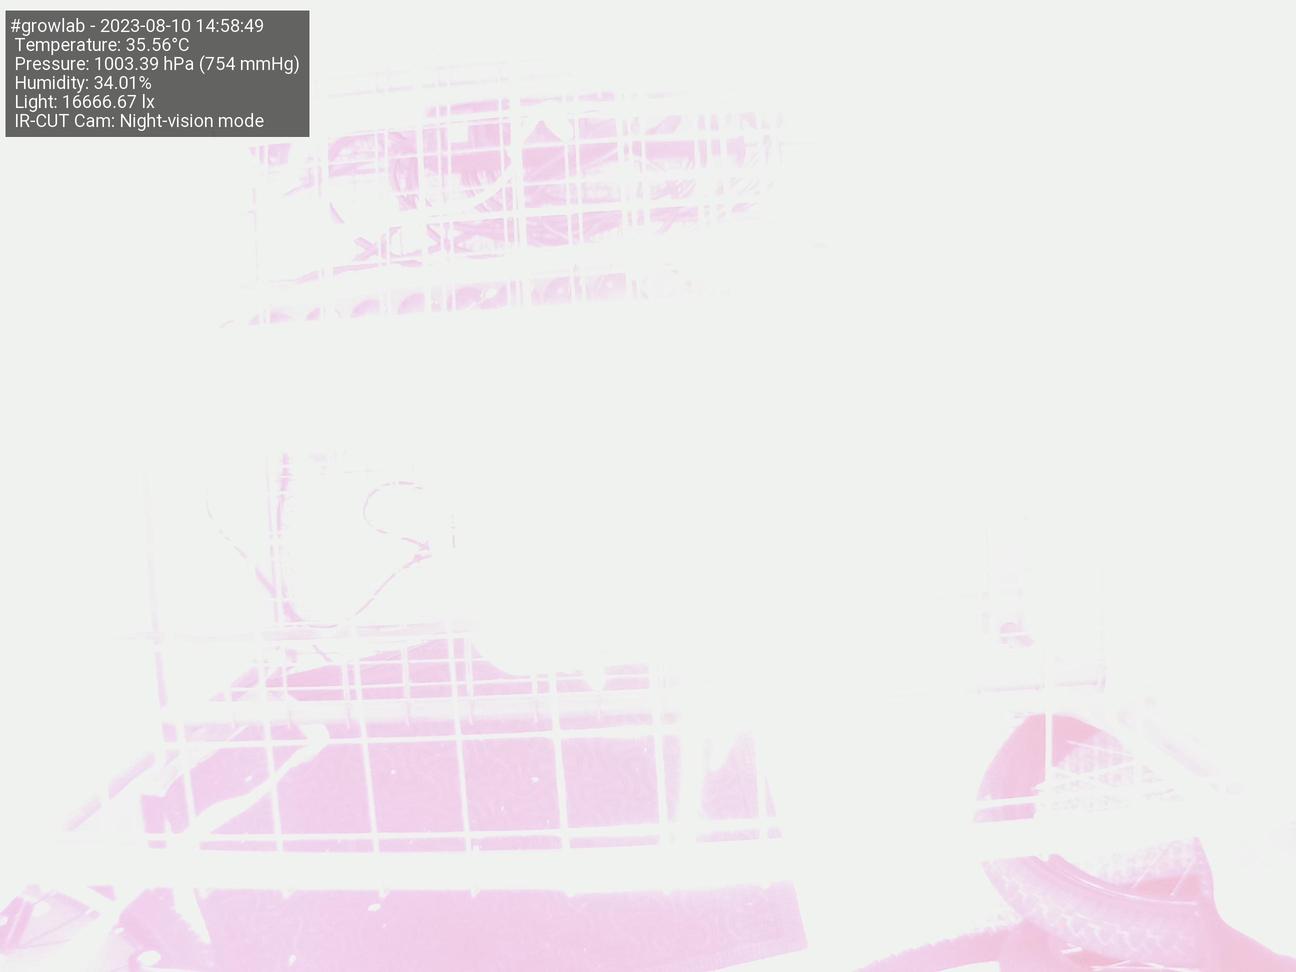 #growlab - 2023-08-10 14:58:49
Temperature: 35.56°C
Pressure: 1003.39 hPa (754 mmHg)
Humidity: 34.01%
Light: 16666.67 lx
IR-CUT Cam: Night-vision mode